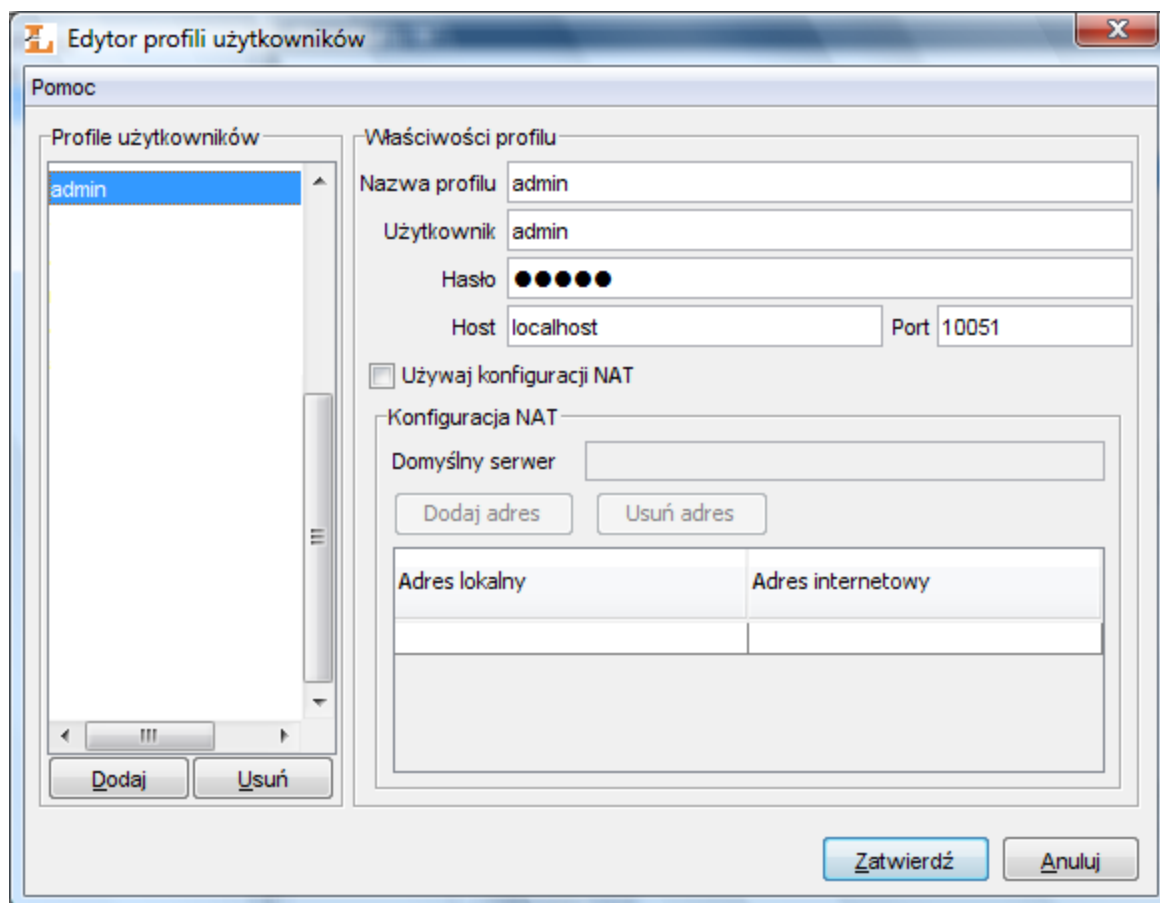 Edytor profili użytkowników
Pomoc
Profile użytkowników
admin
Dodaj
Usuń
Właściwości profilu
Nazwa profilu admin
Użytkownik admin
Hasło ●●●●●
Host localhost Port 10051
Używaj konfiguracji NAT
Konfiguracja NAT
Domyślny serwer
Dodaj adres Usuń adres
Adres lokalny Adres internetowy
Zatwierdź Anuluj